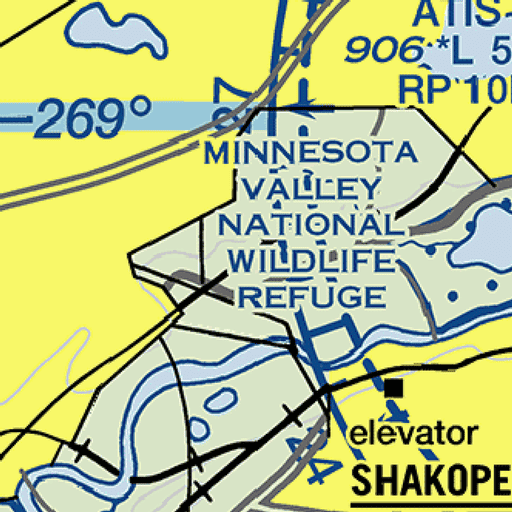 ATIS-
906 *L 5
RP 10
269°
MINNESOTA
VALLEY
NATIONAL
WILDLIFE
REFUGE
elevator
SHAKOPE